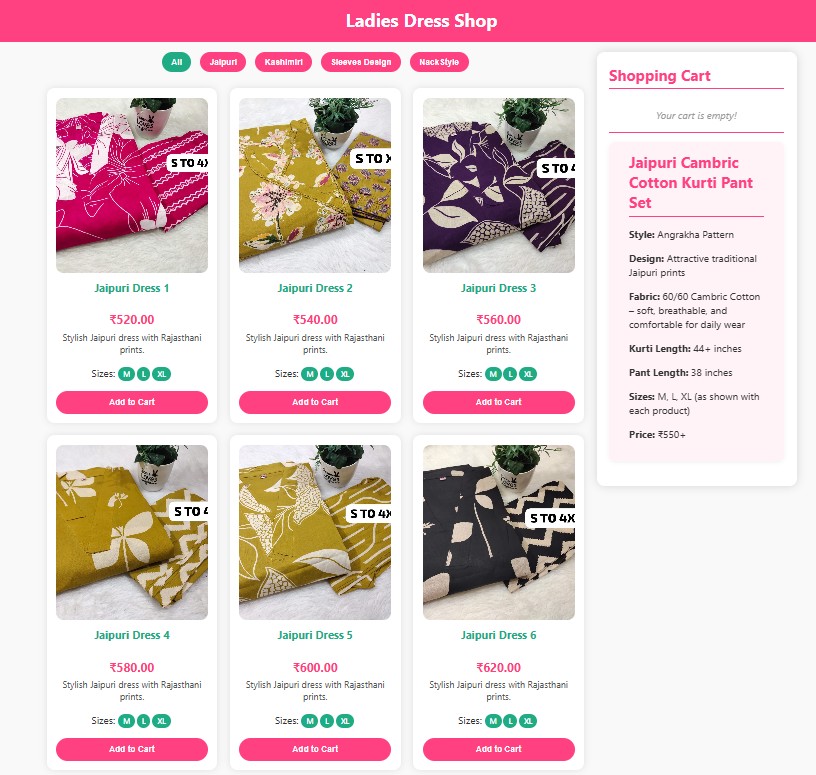 Ladies Dress Shop
All
Jaipuri
Kashimiri
Sleeves Design
NackStyle
S TO 4X
Jaipuri Dress 1
₹520.00
Stylish Jaipuri dress with Rajasthani
prints.
Sizes: M L XL
Add to Cart
S TO X
Jaipuri Dress 2
₹540.00
Stylish Jaipuri dress with Rajasthani
prints.
Sizes: M L XL
Add to Cart
S TO 4
Jaipuri Dress 3
₹560.00
Stylish Jaipuri dress with Rajasthani
prints.
Sizes: M L XL
Add to Cart
S TO 4
Jaipuri Dress 4
₹580.00
Stylish Jaipuri dress with Rajasthani
prints.
Sizes: M L XL
Add to Cart
S TO 4X
Jaipuri Dress 5
₹600.00
Stylish Jaipuri dress with Rajasthani
prints.
Sizes: M L XL
Add to Cart
S TO 4X
Jaipuri Dress 6
₹620.00
Stylish Jaipuri dress with Rajasthani
prints.
Sizes: M L XL
Add to Cart
Shopping Cart
Your cart is empty!
Jaipuri Cambric
Cotton Kurti Pant
Set
Style: Angrakha Pattern
Design: Attractive traditional
Jaipuri prints
Fabric: 60/60 Cambric Cotton
– soft, breathable, and
comfortable for daily wear
Kurti Length: 44+ inches
Pant Length: 38 inches
Sizes: M, L, XL (as shown with
each product)
Price: ₹550+